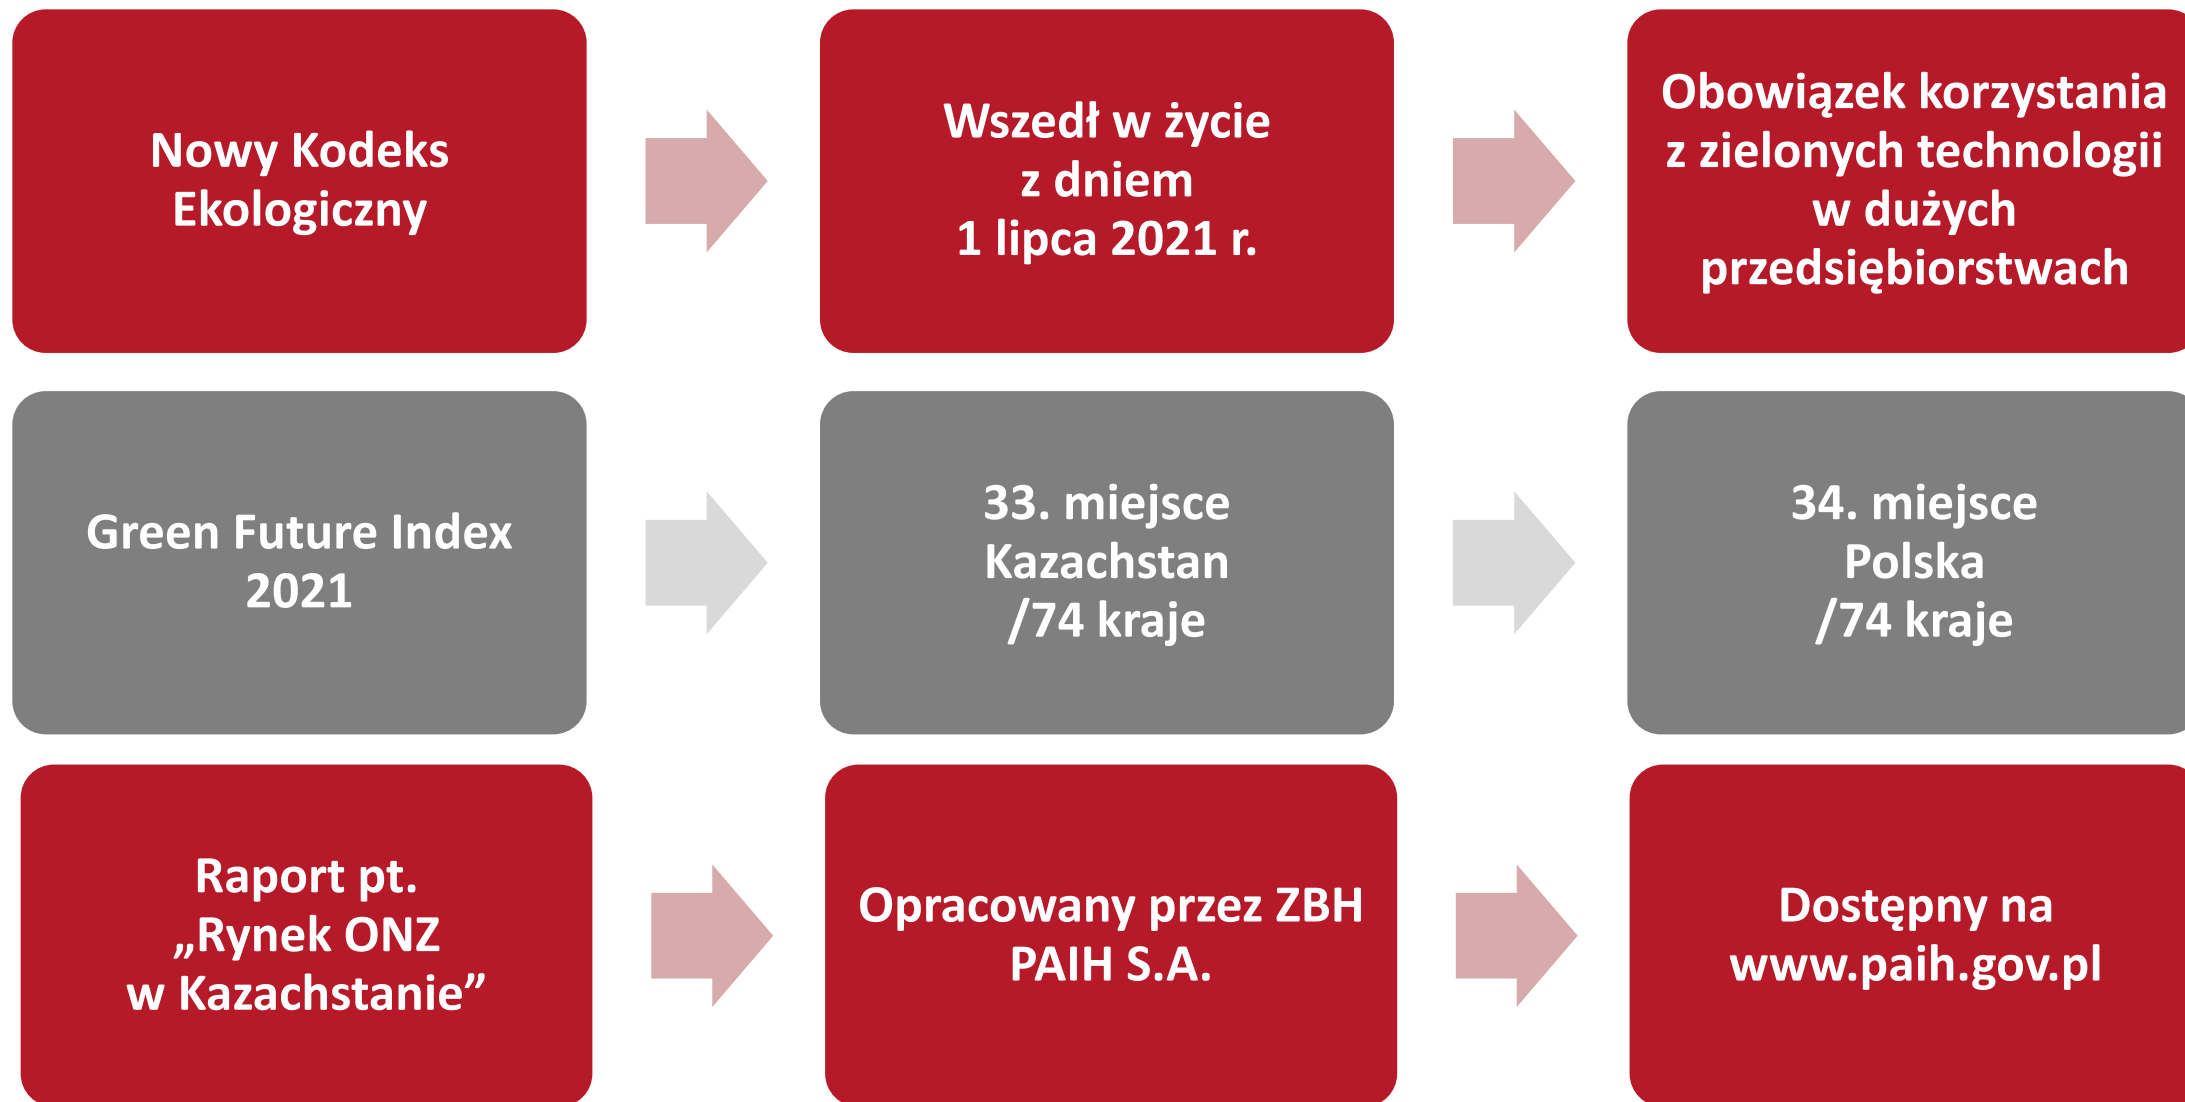 Nowy Kodeks
Ekologiczny
Wszedł w życie
z dniem
1 lipca 2021 r.
Obowiązek korzystania
z zielonych technologii
w dużych
przedsiębiorstwach
Green Future Index
2021
33. miejsce
Kazachstan
/74 kraje
34. miejsce
Polska
/74 kraje
Raport pt.
„Rynek ONZ
w Kazachstanie”
Opracowany przez ZBH
PAIH S.A.
Dostępny na
www.paih.gov.pl